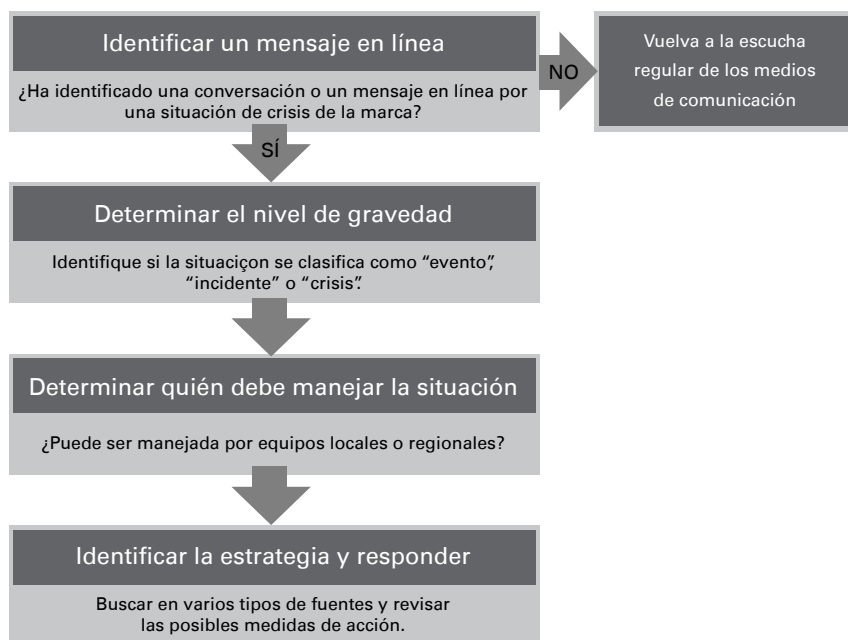 Identificar un mensaje en línea
¿Ha identificado una conversación o un mensaje en línea por
una situación de crisis de la marca?
NO
Vuelva a la escucha
regular de los medios
de comunicación
SÍ
Determinar el nivel de gravedad
Identifique si la situaciçon se clasifica como “evento”,
“incidente” o “crisis”.
Determinar quién debe manejar la situación
¿Puede ser manejada por equipos locales o regionales?
Identificar la estrategia y responder
Buscar en varios tipos de fuentes y revisar
las posibles medidas de acción.